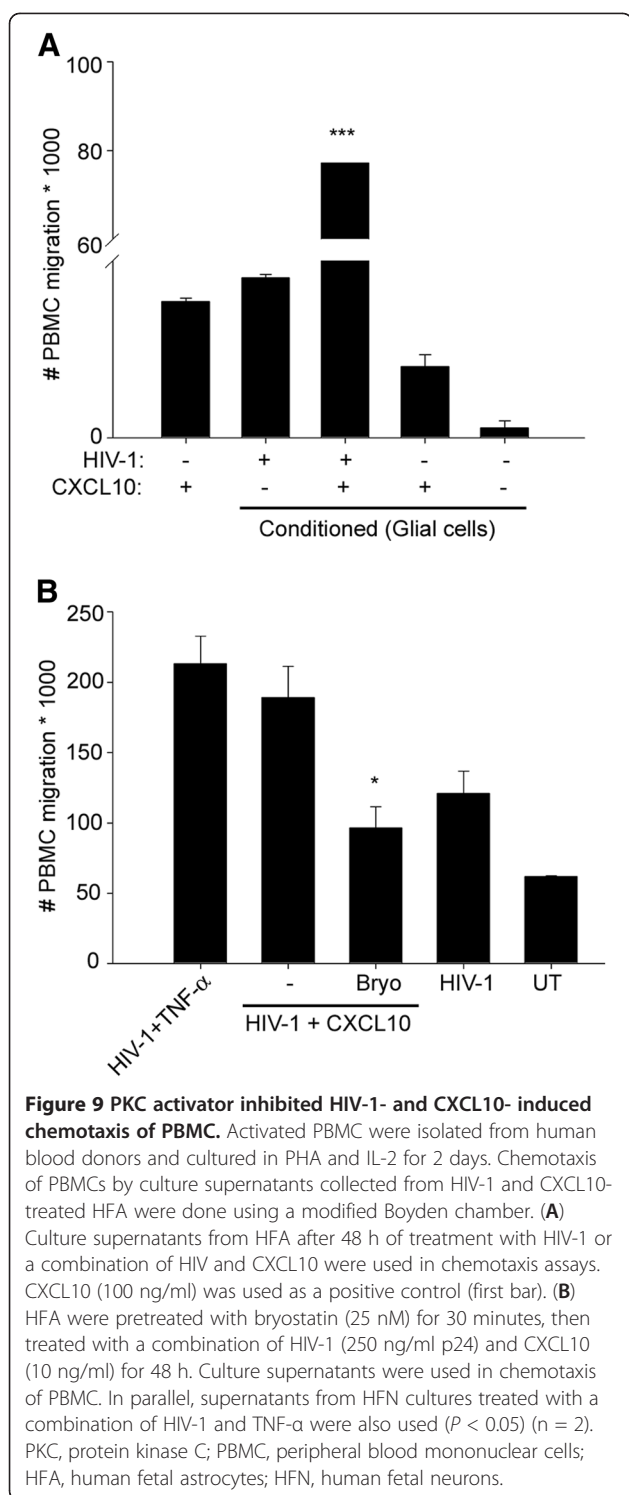 A
100
80
60
0
# PBMC migration * 1000
***
HIV-1: - + + - -
CXCL10: + - + + -
Conditioned (Glial cells)
B
250
200
150
100
50
0
# PBMC migration * 1000
*
HIV-1+TNF-α - Bryo HIV-1 UT
HIV-1 + CXCL10
Figure 9 PKC activator inhibited HIV-1- and CXCL10- induced
chemotaxis of PBMC. Activated PBMC were isolated from human
blood donors and cultured in PHA and IL-2 for 2 days. Chemotaxis
of PBMCs by culture supernatants collected from HIV-1 and CXCL10-
treated HFA were done using a modified Boyden chamber. (A)
Culture supernatants from HFA after 48 h of treatment with HIV-1 or
a combination of HIV and CXCL10 were used in chemotaxis assays.
CXCL10 (100 ng/ml) was used as a positive control (first bar). (B)
HFA were pretreated with bryostatin (25 nM) for 30 minutes, then
treated with a combination of HIV-1 (250 ng/ml p24) and CXCL10
(10 ng/ml) for 48 h. Culture supernatants were used in chemotaxis
of PBMC. In parallel, supernatants from HFN cultures treated with a
combination of HIV-1 and TNF-α were also used (P < 0.05) (n = 2).
PKC, protein kinase C; PBMC, peripheral blood mononuclear cells;
HFA, human fetal astrocytes; HFN, human fetal neurons.